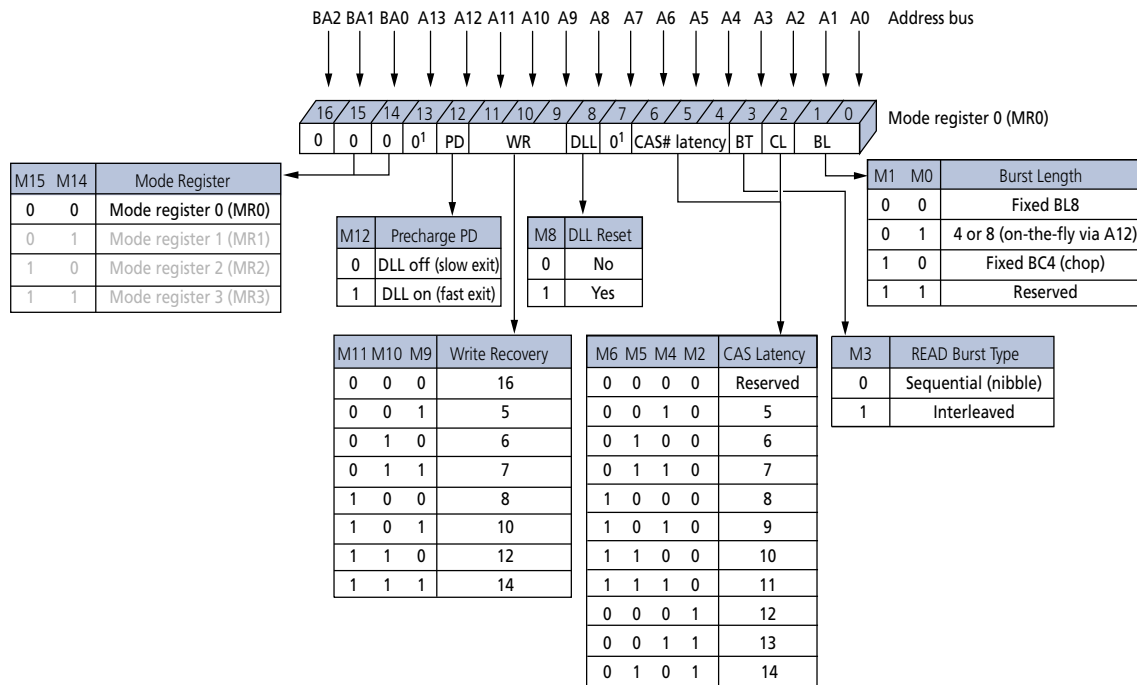 BA2 BA1 BA0 A13 A12 A11 A10 A9 A8 A7 A6 A5 A4 A3 A2 A1 A0 Address bus
16 15 14 13 12 11 10 9 8 7 6 5 4 3 2 1 0
Mode register 0 (MR0)
0 0 0 0¹ PD WR DLL 0¹ CAS# latency BT CL BL
M15 M14 Mode Register
0 0 Mode register 0 (MR0)
0 1 Mode register 1 (MR1)
1 0 Mode register 2 (MR2)
1 1 Mode register 3 (MR3)
M12 Precharge PD
0 DLL off (slow exit)
1 DLL on (fast exit)
M8 DLL Reset
0 No
1 Yes
M1 M0 Burst Length
0 0 Fixed BL8
0 1 4 or 8 (on-the-fly via A12)
1 0 Fixed BC4 (chop)
1 1 Reserved
M11 M10 M9 Write Recovery
0 0 0 16
0 0 1 5
0 1 0 6
0 1 1 7
1 0 0 8
1 0 1 10
1 1 0 12
1 1 1 14
M6 M5 M4 M2 CAS Latency
0 0 0 0 Reserved
0 0 1 0 5
0 1 0 0 6
0 1 1 0 7
1 0 0 0 8
1 0 1 0 9
1 1 0 0 10
1 1 1 0 11
0 0 0 1 12
0 0 1 1 13
0 1 0 1 14
M3 READ Burst Type
0 Sequential (nibble)
1 Interleaved